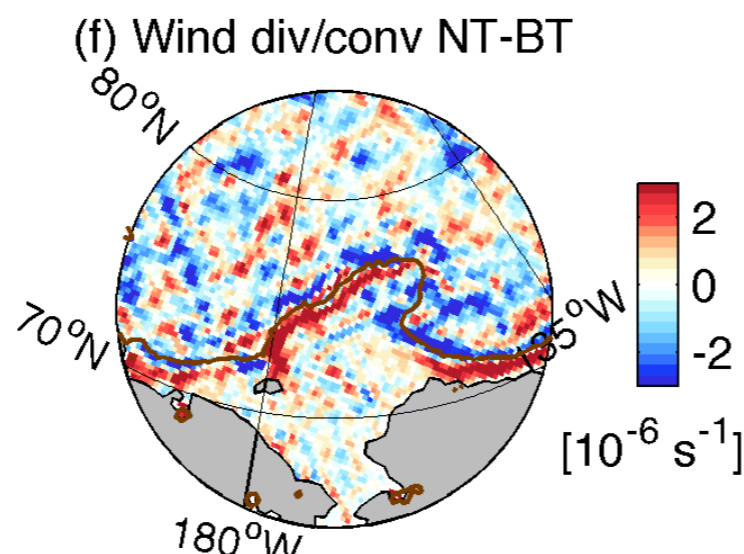 (f) Wind div/conv NT-BT
80°N
70°N
180°W
135°W
2
0
-2
[10⁻⁶ s⁻¹]